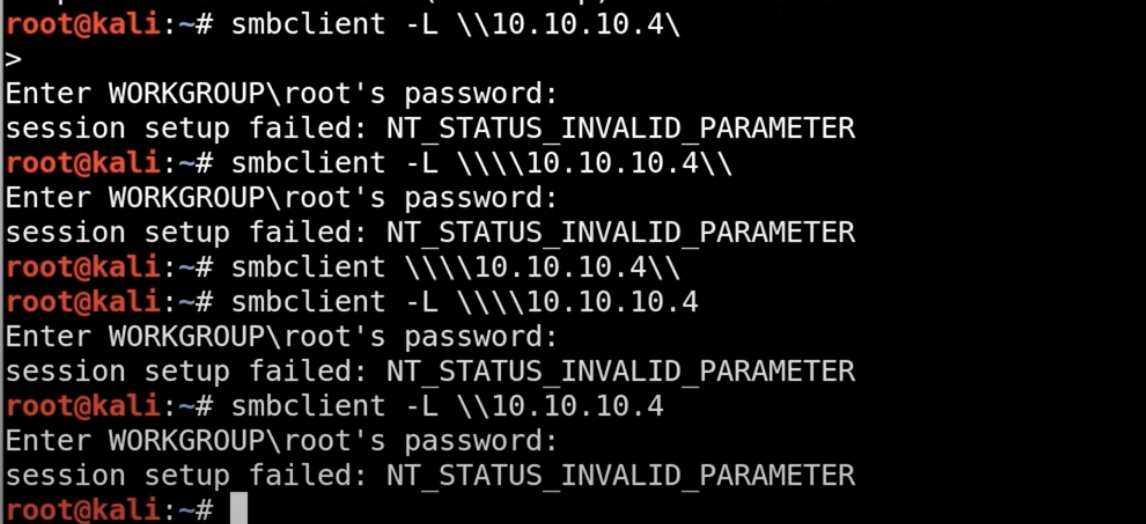 root@kali:~# smbclient -L \\10.10.10.4\
>
Enter WORKGROUP\root's password:
session setup failed: NT_STATUS_INVALID_PARAMETER
root@kali:~# smbclient -L \\\\10.10.10.4\\
Enter WORKGROUP\root's password:
session setup failed: NT_STATUS_INVALID_PARAMETER
root@kali:~# smbclient \\\\10.10.10.4\\
root@kali:~# smbclient -L \\\\10.10.10.4
Enter WORKGROUP\root's password:
session setup failed: NT_STATUS_INVALID_PARAMETER
root@kali:~# smbclient -L \\10.10.10.4
Enter WORKGROUP\root's password:
session setup failed: NT_STATUS_INVALID_PARAMETER
root@kali:~#